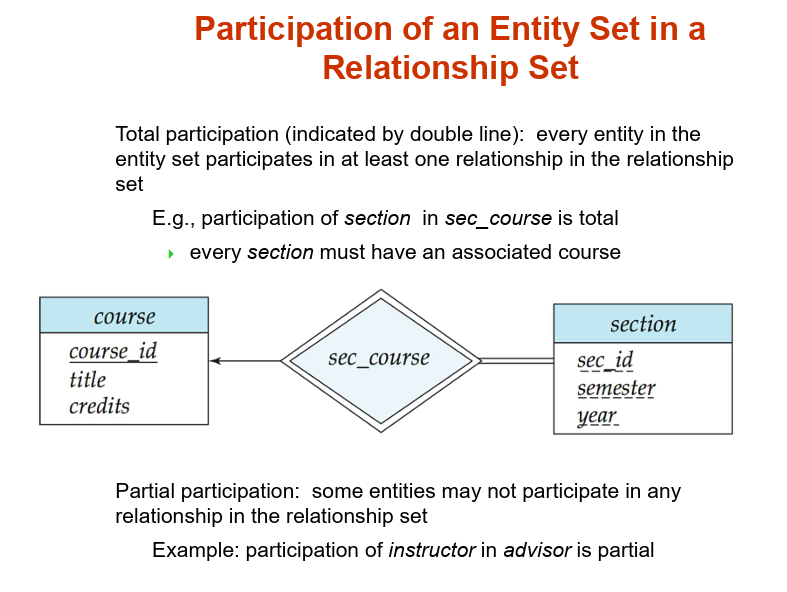 Participation of an Entity Set in a
Relationship Set
Total participation (indicated by double line):  every entity in the
entity set participates in at least one relationship in the relationship
set
E.g., participation of section  in sec_course is total
every section must have an associated course
course
course_id
title
credits
sec_course
section
sec_id
semester
year
Partial participation:  some entities may not participate in any
relationship in the relationship set
Example: participation of instructor in advisor is partial